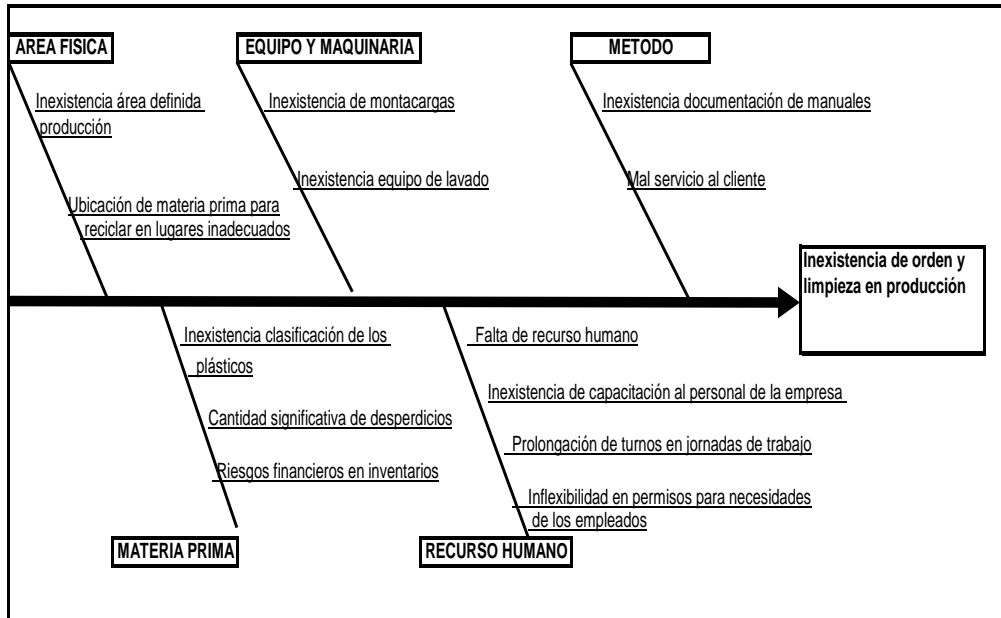 AREA FISICA
EQUIPO Y MAQUINARIA
METODO
Inexistencia área definida
producción
Ubicación de materia prima para
reciclar en lugares inadecuados
Inexistencia de montacargas
Inexistencia equipo de lavado
Inexistencia documentación de manuales
Mal servicio al cliente
Inexistencia de orden y
limpieza en producción
Inexistencia clasificación de los
plásticos
Cantidad significativa de desperdicios
Riesgos financieros en inventarios
Falta de recurso humano
Inexistencia de capacitación al personal de la empresa
Prolongación de turnos en jornadas de trabajo
Inflexibilidad en permisos para necesidades
de los empleados
MATERIA PRIMA
RECURSO HUMANO